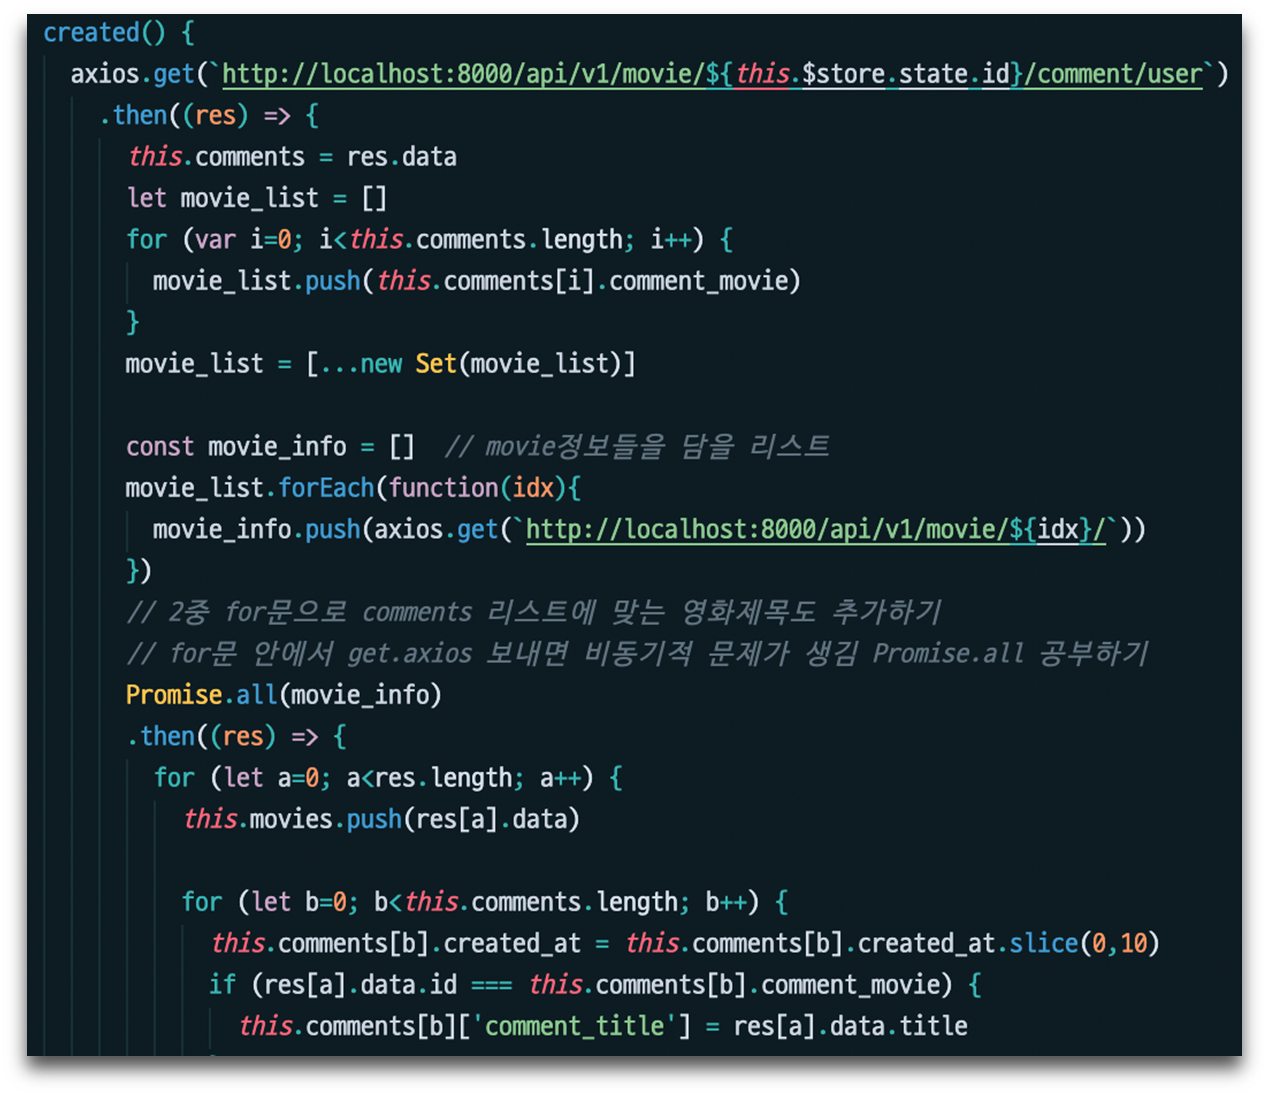 created() {
axios.get(`http://localhost:8000/api/v1/movie/${this.$store.state.id}/comment/user`)
.then((res) => {
this.comments = res.data
let movie_list = []
for (var i=0; i<this.comments.length; i++) {
movie_list.push(this.comments[i].comment_movie)
}
movie_list = [...new Set(movie_list)]
const movie_info = []  // movie정보들을 담을 리스트
movie_list.forEach(function(idx){
movie_info.push(axios.get(`http://localhost:8000/api/v1/movie/${idx}/`))
})
// 2중 for문으로 comments 리스트에 맞는 영화제목도 추가하기
// for문 안에서 get.axios 보내면 비동기적 문제가 생김 Promise.all 공부하기
Promise.all(movie_info)
.then((res) => {
for (let a=0; a<res.length; a++) {
this.movies.push(res[a].data)
for (let b=0; b<this.comments.length; b++) {
this.comments[b].created_at = this.comments[b].created_at.slice(0,10)
if (res[a].data.id === this.comments[b].comment_movie) {
this.comments[b]['comment_title'] = res[a].data.title